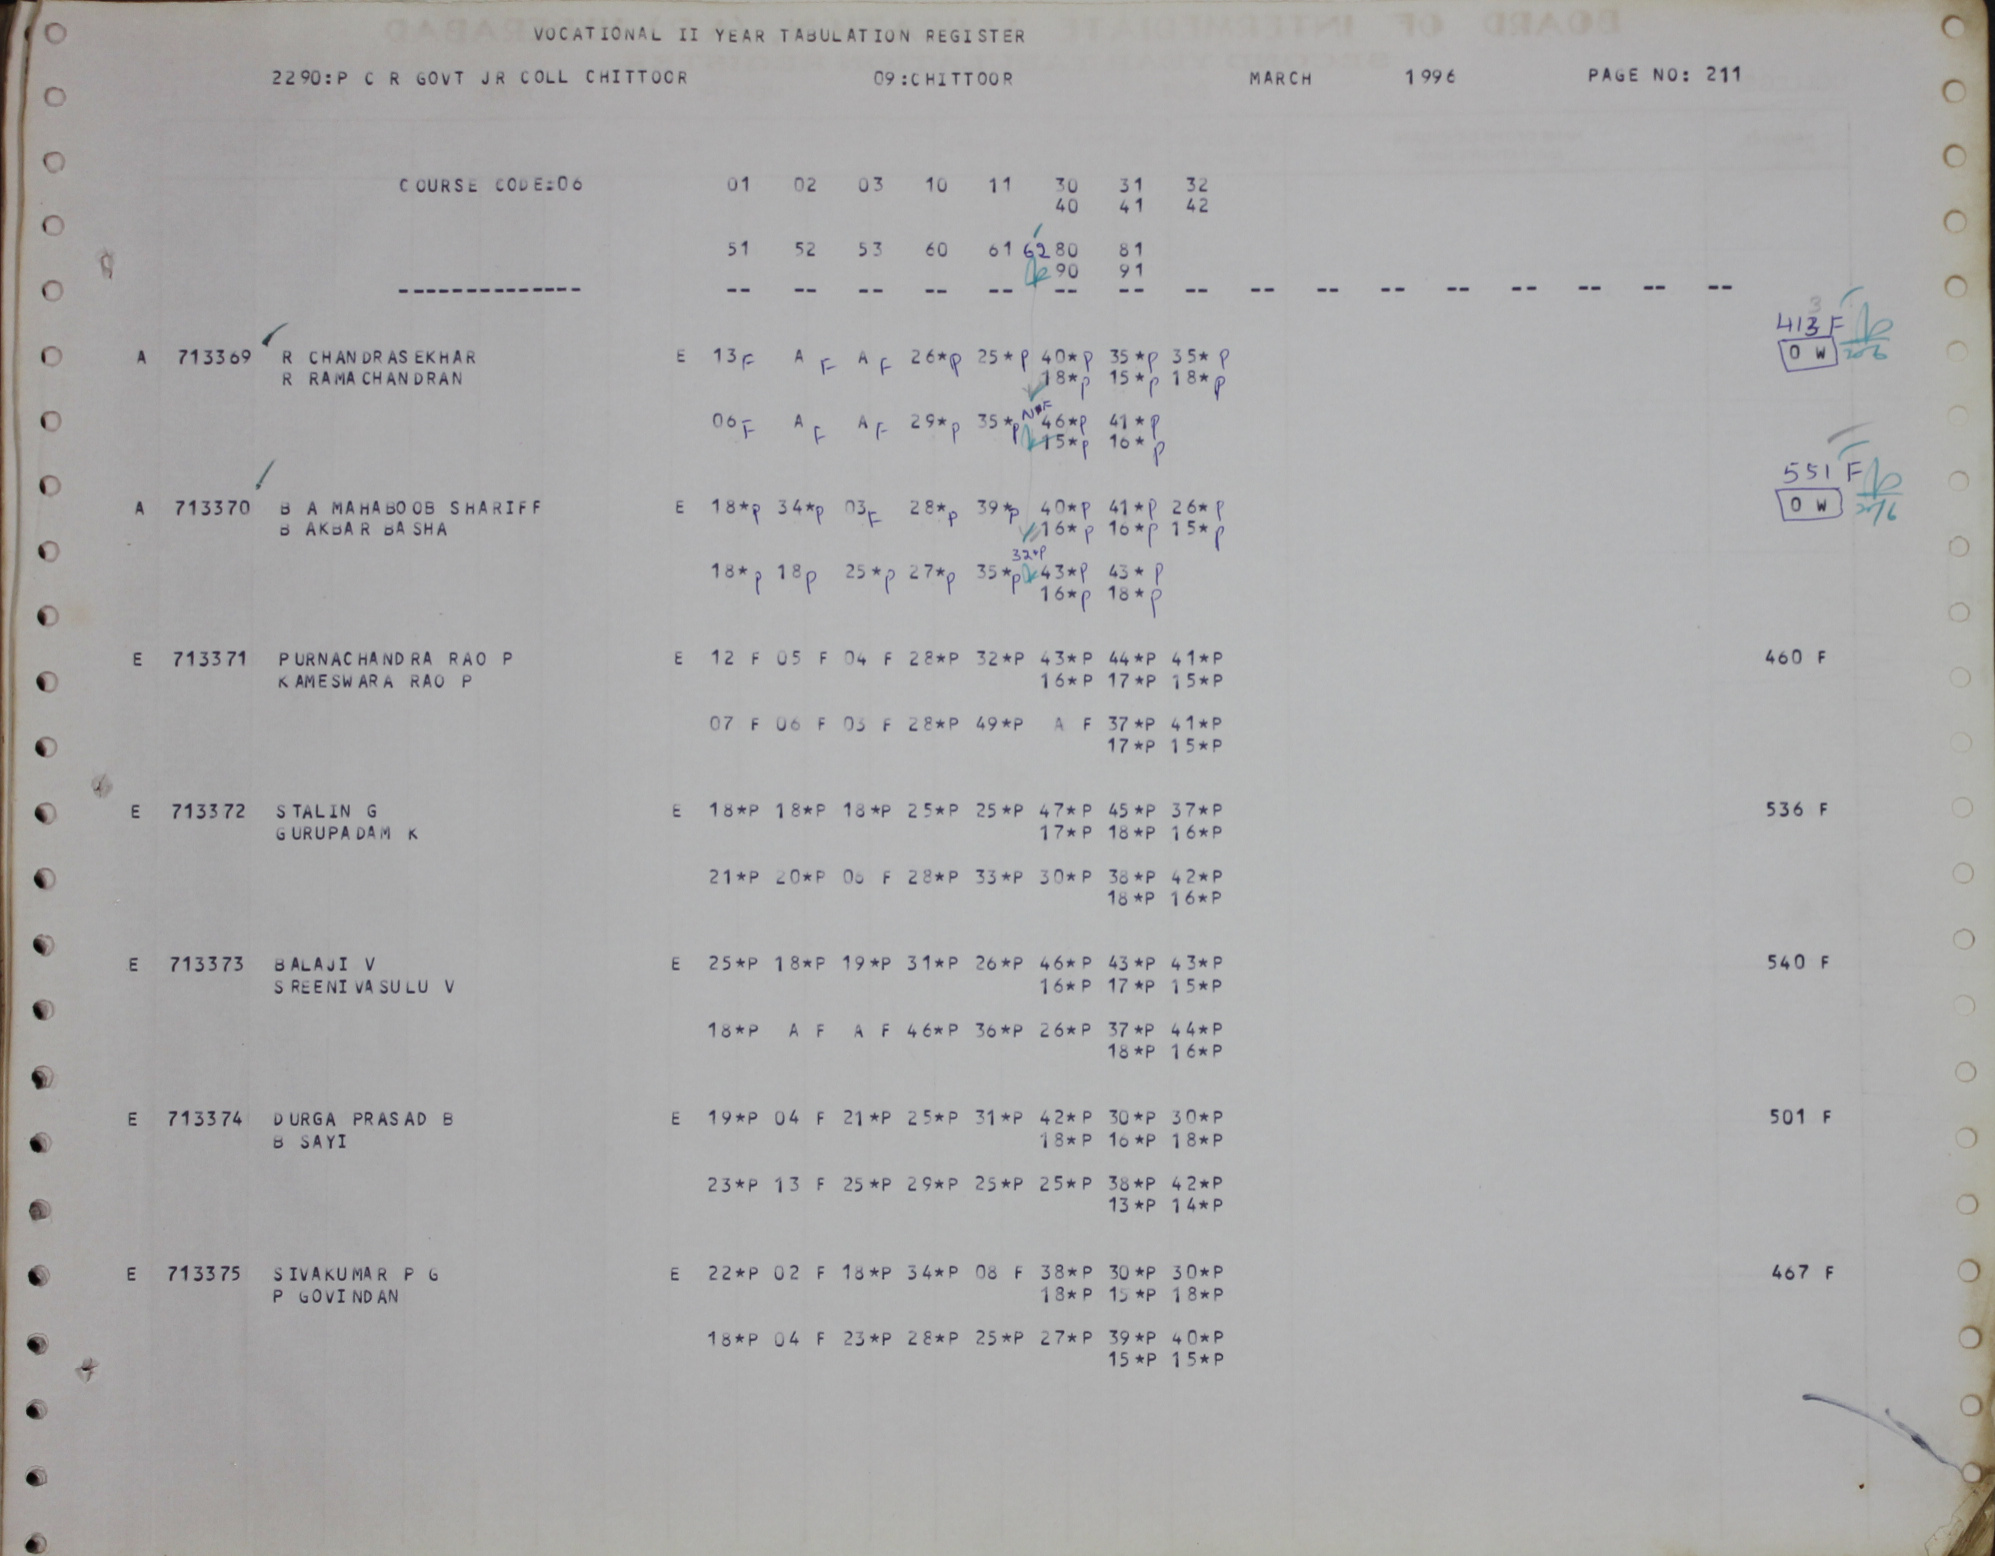 VOCATIONAL II YEAR TABULATION REGISTER
2290:P C R GOVT JR COLL CHITTOOR 09:CHITTOOR MARCH 1996 PAGE NO: 211
COURSE CODE:06 01 02 03 10 11 30 31 32
40 41 42
51 52 53 60 61 62 80 81
90 91
-------------- -- -- -- -- -- -- -- -- -- -- -- -- -- -- -- --
413 F
A 713369 R CHANDRASEKHAR E 13 F A F A F 26*P 25*P 40*P 35*P 35*P O W
R RAMACHANDRAN 18*P 15*P 18*P
06 F A F A F 29*P 35*P 46*P 41*P
15*P 16*P
551 F
A 713370 B A MAHABOOB SHARIFF E 18*P 34*P 03 F 28*P 39*P 40*P 41*P 26*P O W
B AKBAR BASHA 16*P 16*P 15*P
32*P
18*P 18P 25*P 27*P 35*P 43*P 43*P
16*P 18*P
E 713371 PURNACHANDRA RAO P E 12 F 05 F 04 F 28*P 32*P 43*P 44*P 41*P 460 F
KAMESWARA RAO P 16*P 17*P 15*P
07 F 06 F 03 F 28*P 49*P A F 37*P 41*P
17*P 15*P
E 713372 STALIN G E 18*P 18*P 18*P 25*P 25*P 47*P 45*P 37*P 536 F
GURUPADAM K 17*P 18*P 16*P
21*P 20*P 06 F 28*P 33*P 30*P 38*P 42*P
18*P 16*P
E 713373 BALAJI V E 25*P 18*P 19*P 31*P 26*P 46*P 43*P 43*P 540 F
SREENIVASULU V 16*P 17*P 15*P
18*P A F A F 46*P 36*P 26*P 37*P 44*P
18*P 16*P
E 713374 DURGA PRASAD B E 19*P 04 F 21*P 25*P 31*P 42*P 30*P 30*P 501 F
B SAYI 18*P 16*P 18*P
23*P 13 F 25*P 29*P 25*P 25*P 38*P 42*P
13*P 14*P
E 713375 SIVAKUMAR P G E 22*P 02 F 18*P 34*P 08 F 38*P 30*P 30*P 467 F
P GOVINDAN 18*P 15*P 18*P
18*P 04 F 23*P 28*P 25*P 27*P 39*P 40*P
15*P 15*P